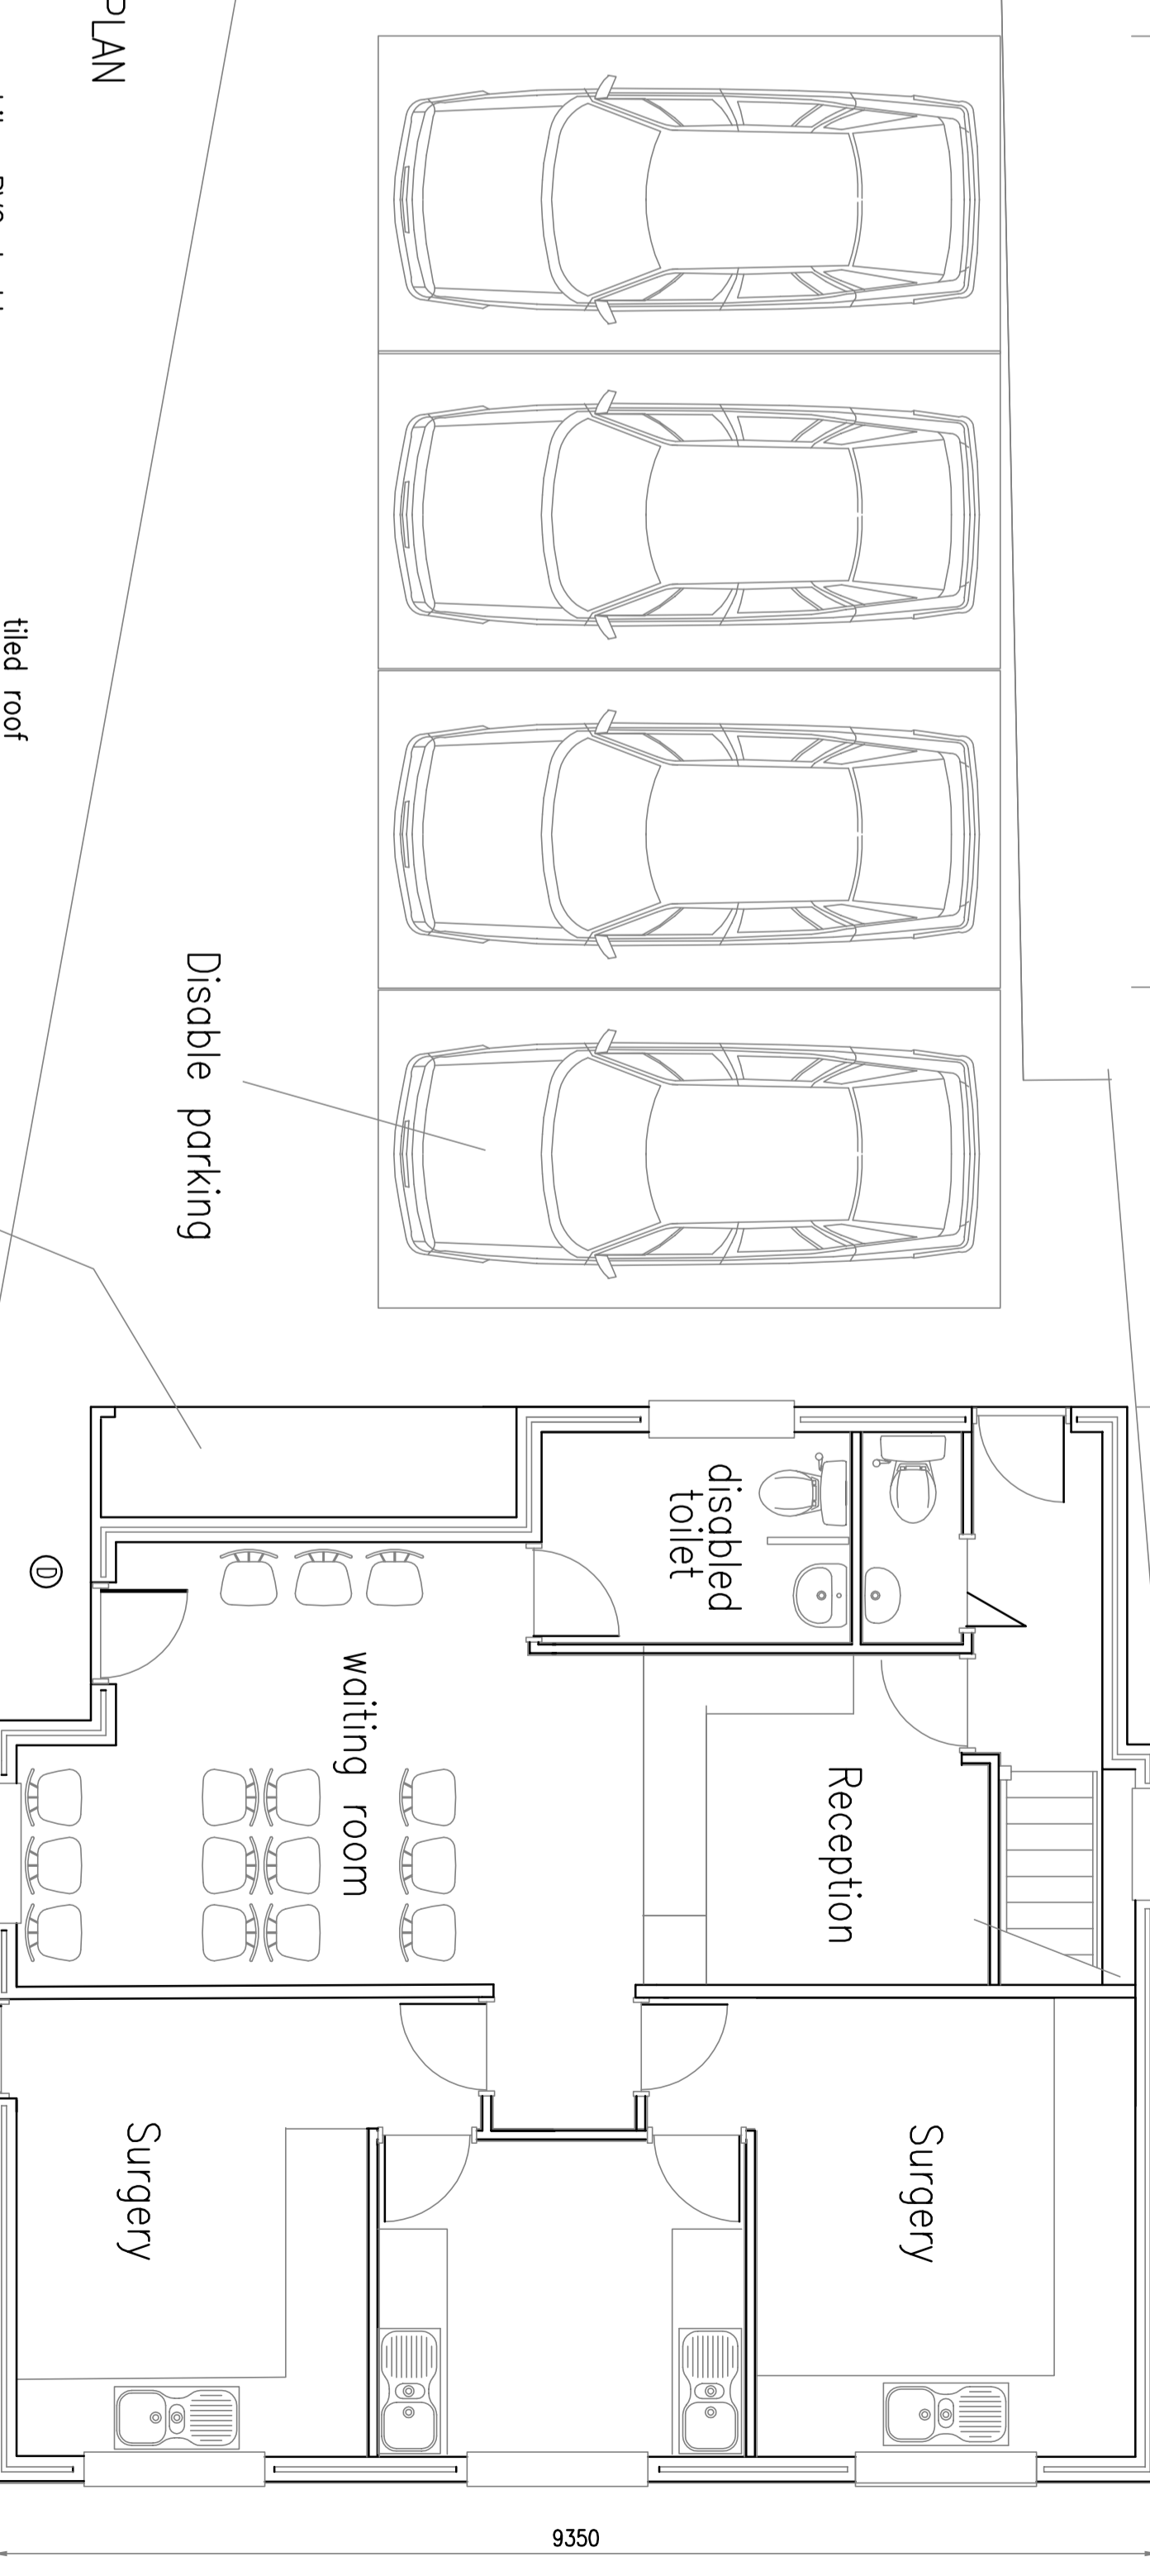 PLAN
tiled roof
Disable parking
disabled
toilet
D
waiting room
Reception
Surgery
Surgery
9350